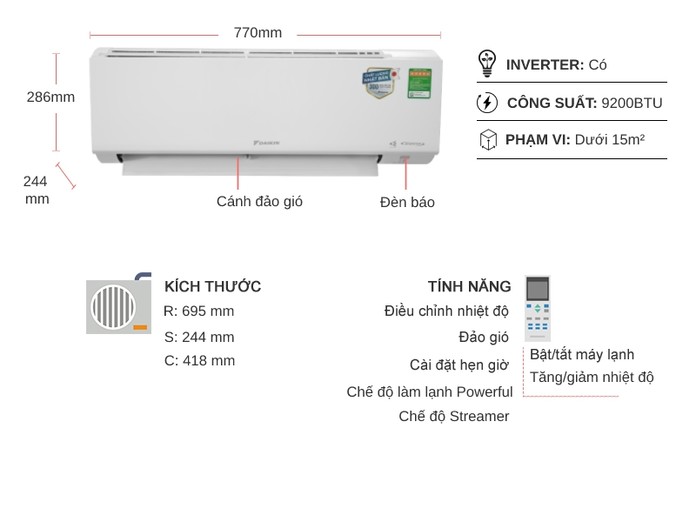 770mm
286mm
244
mm
DAIKIN
Cánh đảo gió
Đèn báo
INVERTER: Có
CÔNG SUẤT: 9200BTU
PHẠM VI: Dưới 15m²
KÍCH THƯỚC
R: 695 mm
S: 244 mm
C: 418 mm
TÍNH NĂNG
Điều chỉnh nhiệt độ
Đảo gió
Cài đặt hẹn giờ
Chế độ làm lạnh Powerful
Chế độ Streamer
Bật/tắt máy lạnh
Tăng/giảm nhiệt độ